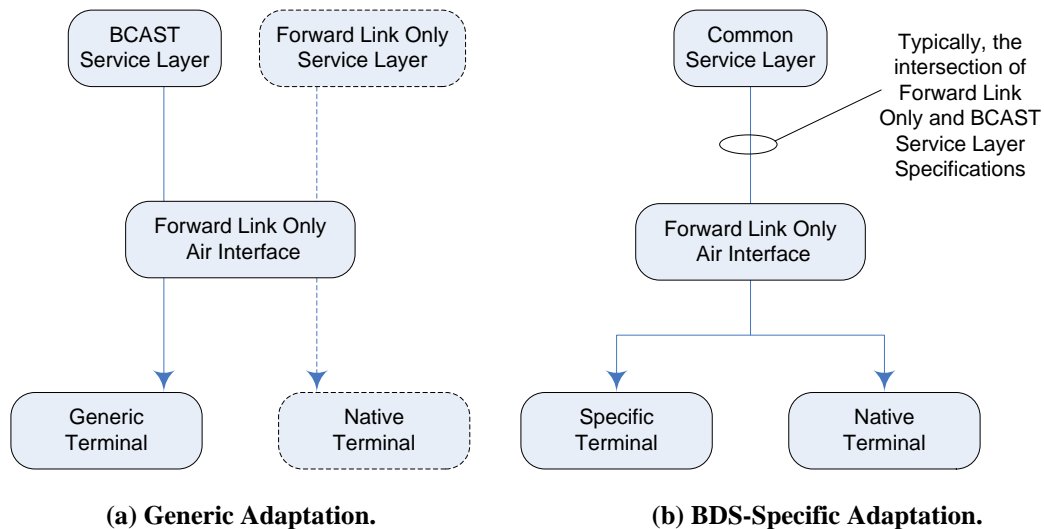 BCAST
Service Layer
Forward Link Only
Service Layer
Forward Link Only
Air Interface
Generic
Terminal
Native
Terminal
(a) Generic Adaptation.
Common
Service Layer
Typically, the
intersection of
Forward Link
Only and BCAST
Service Layer
Specifications
Forward Link Only
Air Interface
Specific
Terminal
Native
Terminal
(b) BDS-Specific Adaptation.